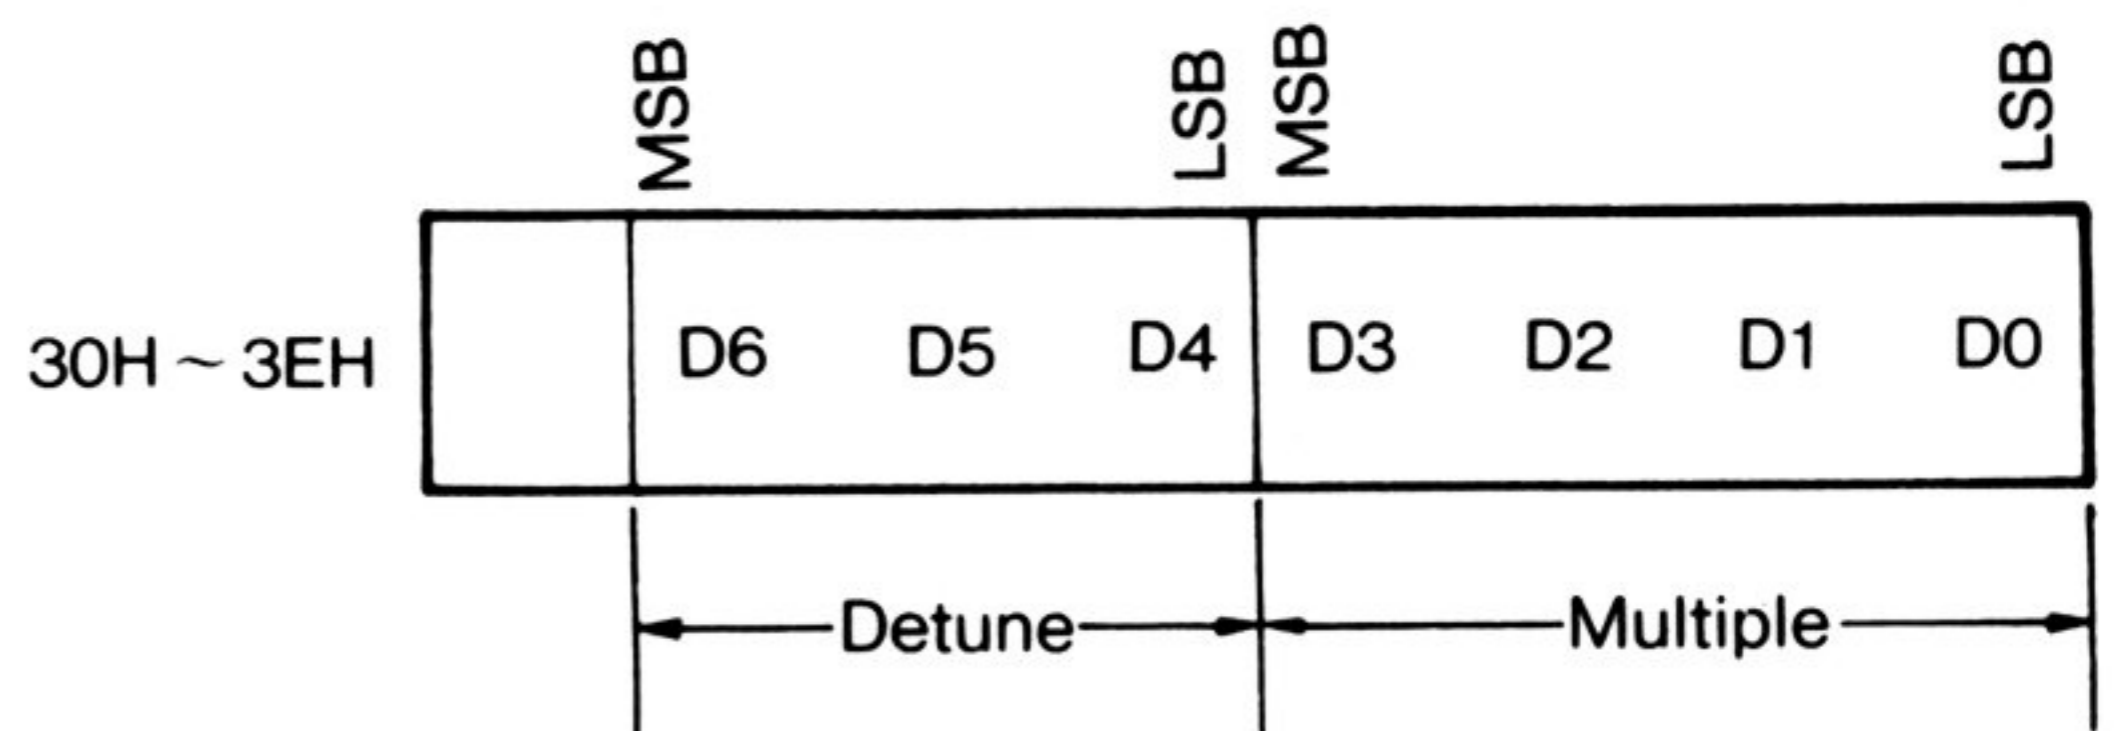 MSB LSB MSB LSB
30H ~ 3EH D6 D5 D4 D3 D2 D1 D0
Detune Multiple